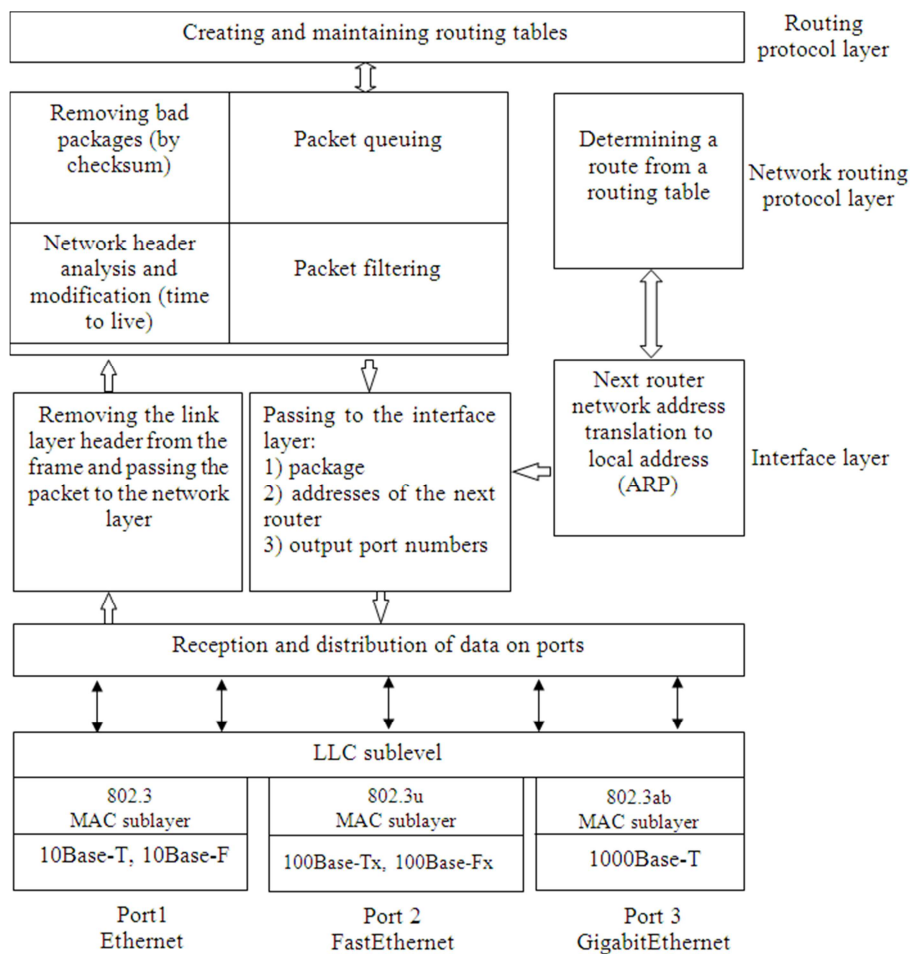 Creating and maintaining routing tables
Routing
protocol layer
Removing bad
packages (by
checksum)
Packet queuing
Determining a
route from a
routing table
Network routing
protocol layer
Network header
analysis and
modification (time
to live)
Packet filtering
Removing the link
layer header from the
frame and passing the
packet to the network
layer
Passing to the interface
layer:
1) package
2) addresses of the next
router
3) output port numbers
Next router
network address
translation to
local address
(ARP)
Interface layer
Reception and distribution of data on ports
LLC sublevel
802.3
MAC sublayer
802.3u
MAC sublayer
802.3ab
MAC sublayer
10Base-T, 10Base-F
100Base-Tx, 100Base-Fx
1000Base-T
Port1
Ethernet
Port 2
FastEthernet
Port 3
GigabitEthernet